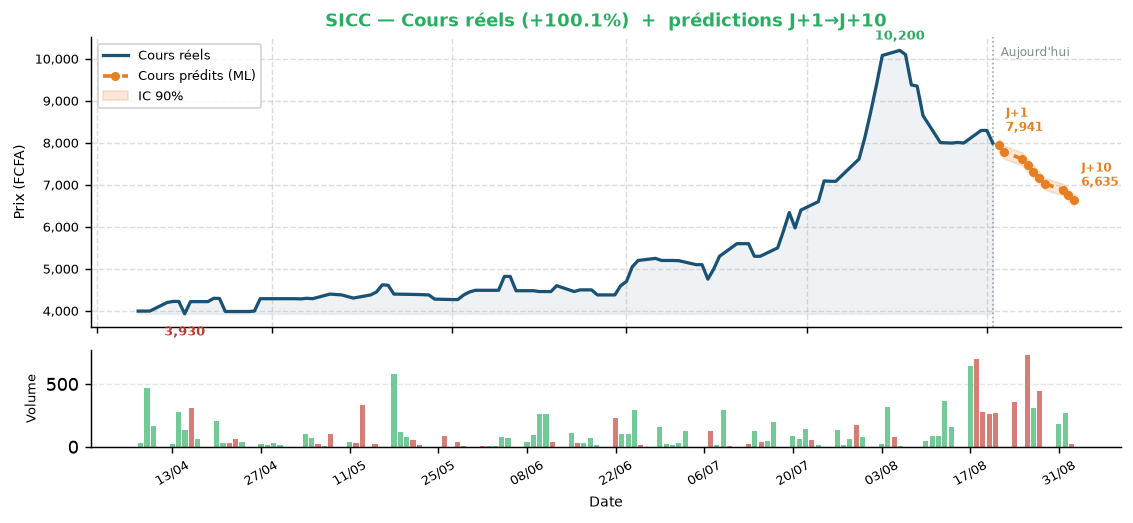 SICC — Cours réels (+100.1%) + prédictions J+1→J+10
10,200
Cours réels
Cours prédits (ML)
IC 90%
Aujourd'hui
J+1
7,941
J+10
6,635
3,930
Prix (FCFA)
10,000
9,000
8,000
7,000
6,000
5,000
4,000
Volume
500
0
13/04
27/04
11/05
25/05
08/06
22/06
06/07
20/07
03/08
17/08
31/08
Date